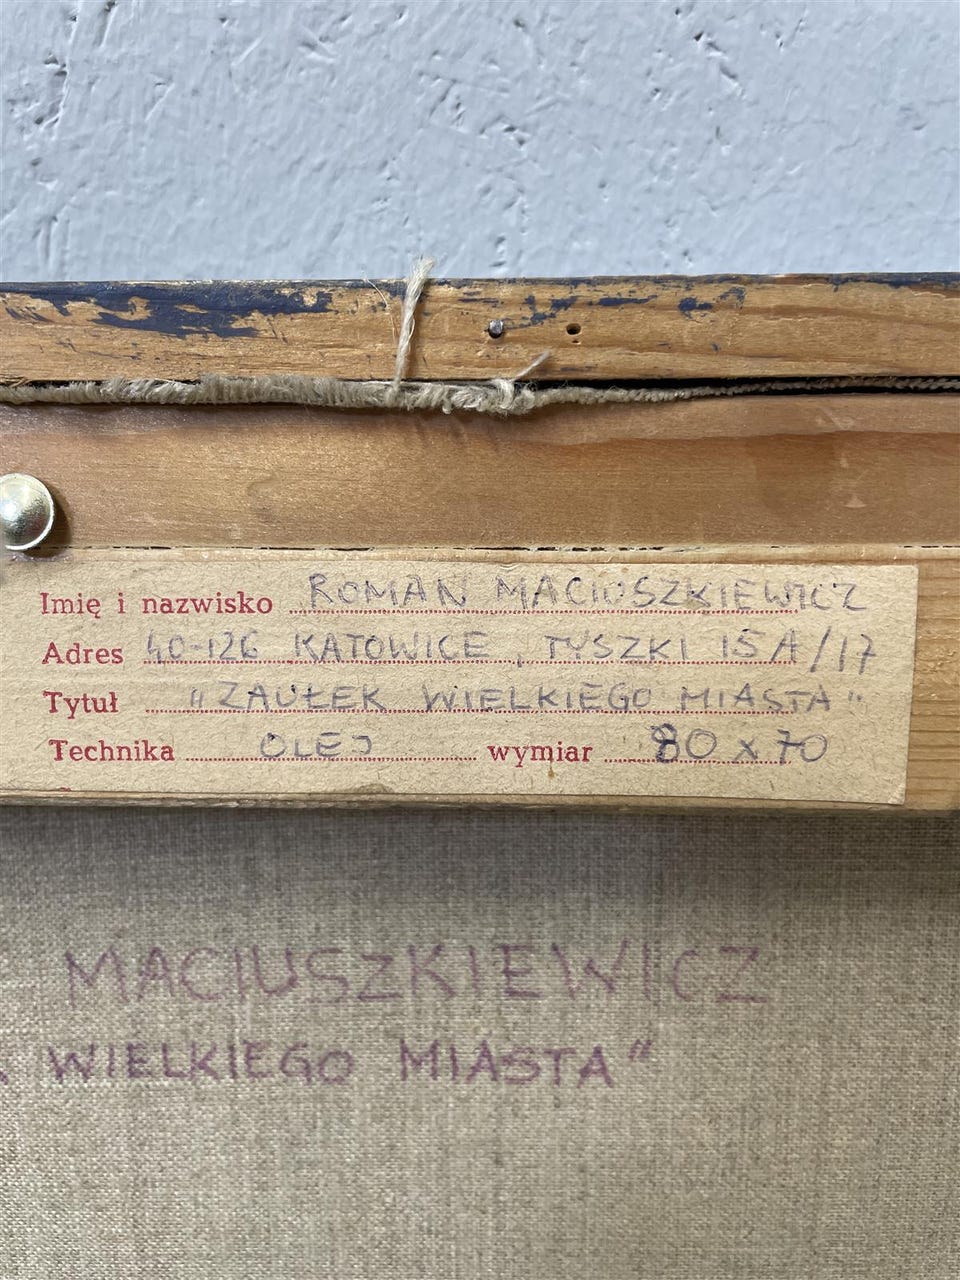 Imię i nazwisko ROMAN MACIUSZKIEWICZ
Adres 40-126 KATOWICE, TYSZKI 15A/17
Tytuł "ZAUŁEK WIELKIEGO MIASTA"
Technika OLEJ wymiar 80 x 70
MACIUSZKIEWICZ
WIELKIEGO MIASTA"